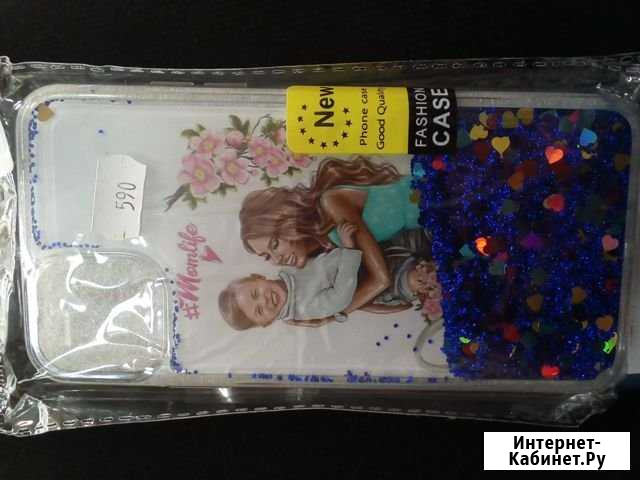 New
Phone case
Good Quality
FASHION
CASE
590
#Momlife
Интернет-
Кабинет.Ру